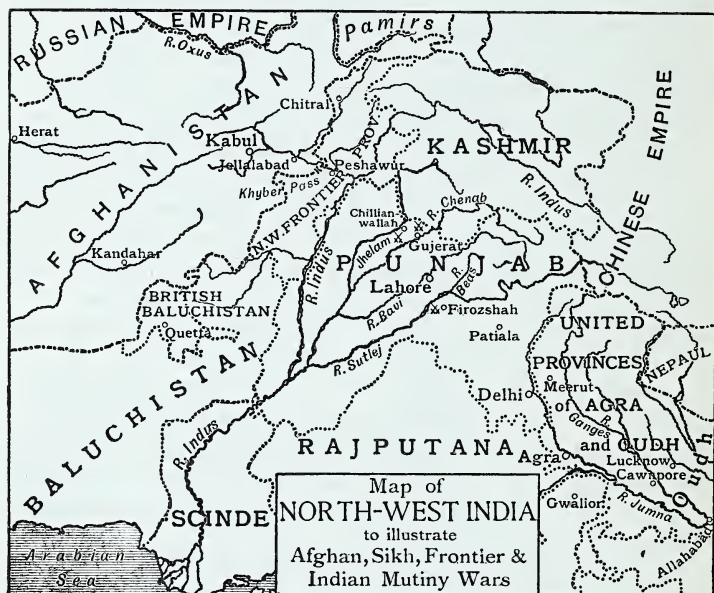 RUSSIAN EMPIRE
Pamirs
R. Oxus
AFGHANISTAN
Chitral
Herat
Kabul
Jellalabad
Peshawur
Khyber Pass
N.W. FRONTIER PROV.
KASHMIR
R. Indus
CHINESE EMPIRE
Chillian-
wallah
R. Chenab
Jhelam
Gujerat
Kandahar
PUNJAB
R. Indus
Lahore
R. Beas
R. Ravi
Firozshah
BRITISH
BALUCHISTAN
Quetta
Patiala
R. Sutlej
BALUCHISTAN
UNITED
PROVINCES
of AGRA
and OUDH
NEPAUL
Meerut
Delhi
R. Ganges
Oudh
Lucknow
Cawnpore
RAJPUTANA
Agra
R. Indus
SCINDE
Gwalior
R. Jumna
Allahabad
Arabian
Sea
Map of
NORTH-WEST INDIA
to illustrate
Afghan, Sikh, Frontier &
Indian Mutiny Wars